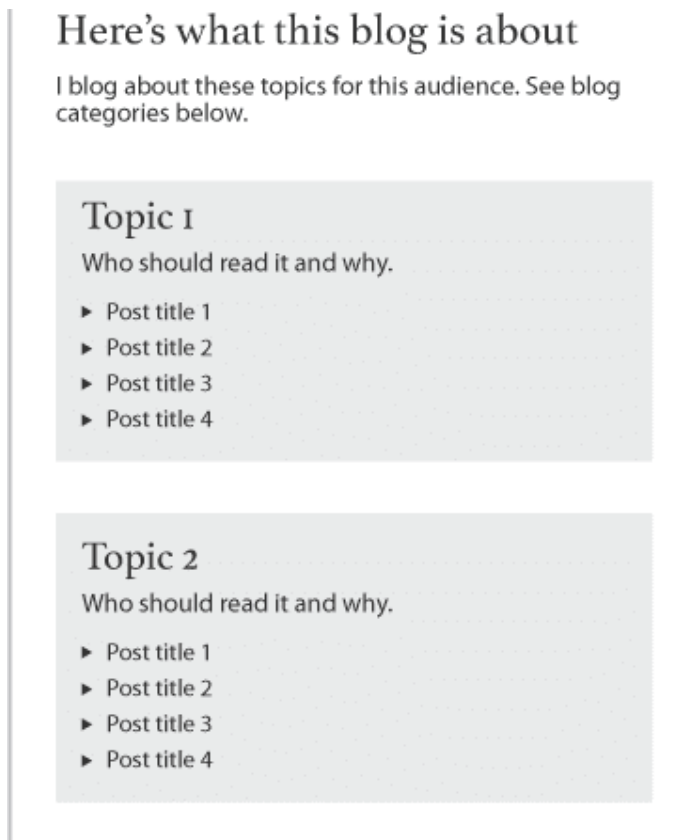 Here’s what this blog is about
I blog about these topics for this audience. See blog
categories below.
Topic 1
Who should read it and why.
Post title 1
Post title 2
Post title 3
Post title 4
Topic 2
Who should read it and why.
Post title 1
Post title 2
Post title 3
Post title 4